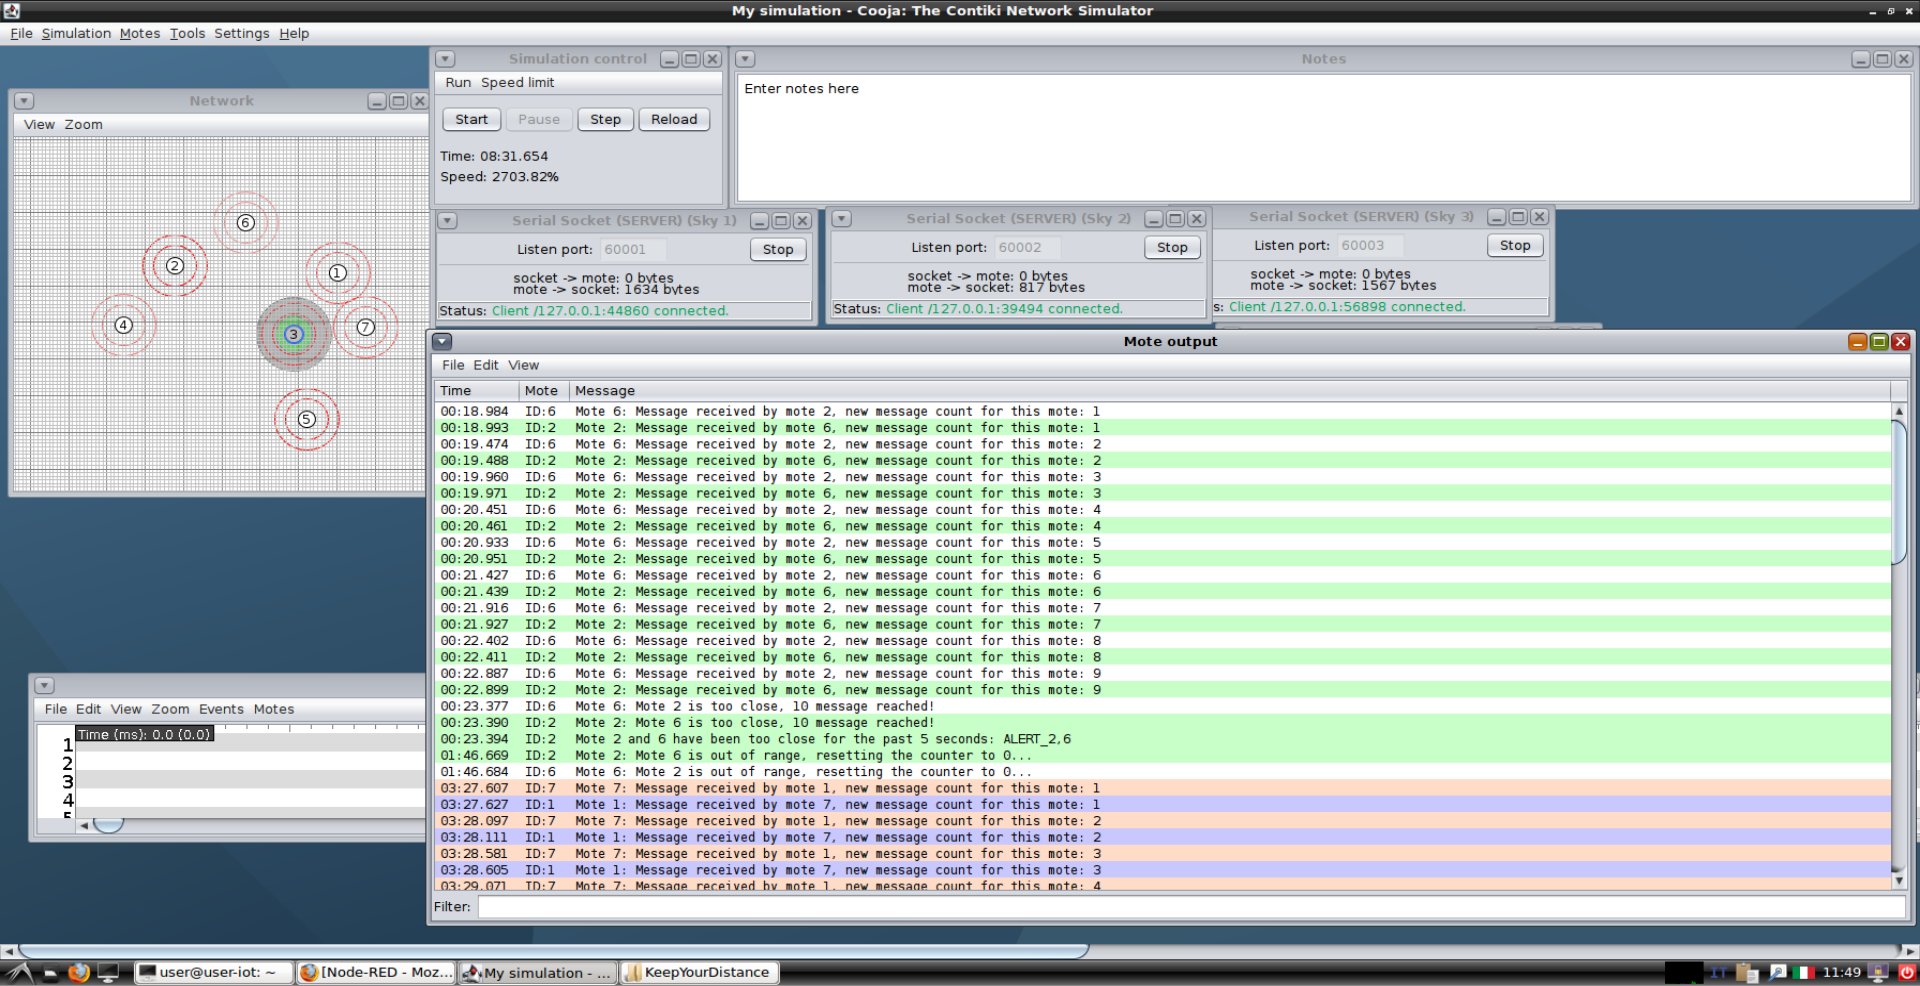 My simulation - Cooja: The Contiki Network Simulator
File Simulation Motes Tools Settings Help
Network
View Zoom
6
2
1
4
3
7
5
Simulation control
Run Speed limit
Start Pause Step Reload
Time: 08:31.654
Speed: 2703.82%
Notes
Enter notes here
Serial Socket (SERVER) (Sky 1)
Listen port: 60001 Stop
socket -> mote: 0 bytes
mote -> socket: 1634 bytes
Status: Client /127.0.0.1:44860 connected.
Serial Socket (SERVER) (Sky 2)
Listen port: 60002 Stop
socket -> mote: 0 bytes
mote -> socket: 817 bytes
Status: Client /127.0.0.1:39494 connected.
Serial Socket (SERVER) (Sky 3)
Listen port: 60003 Stop
socket -> mote: 0 bytes
mote -> socket: 1567 bytes
s: Client /127.0.0.1:56898 connected.
Mote output
File Edit View
Time Mote Message
00:18.984 ID:6 Mote 6: Message received by mote 2, new message count for this mote: 1
00:18.993 ID:2 Mote 2: Message received by mote 6, new message count for this mote: 1
00:19.474 ID:6 Mote 6: Message received by mote 2, new message count for this mote: 2
00:19.488 ID:2 Mote 2: Message received by mote 6, new message count for this mote: 2
00:19.960 ID:6 Mote 6: Message received by mote 2, new message count for this mote: 3
00:19.971 ID:2 Mote 2: Message received by mote 6, new message count for this mote: 3
00:20.451 ID:6 Mote 6: Message received by mote 2, new message count for this mote: 4
00:20.461 ID:2 Mote 2: Message received by mote 6, new message count for this mote: 4
00:20.933 ID:6 Mote 6: Message received by mote 2, new message count for this mote: 5
00:20.951 ID:2 Mote 2: Message received by mote 6, new message count for this mote: 5
00:21.427 ID:6 Mote 6: Message received by mote 2, new message count for this mote: 6
00:21.439 ID:2 Mote 2: Message received by mote 6, new message count for this mote: 6
00:21.916 ID:6 Mote 6: Message received by mote 2, new message count for this mote: 7
00:21.927 ID:2 Mote 2: Message received by mote 6, new message count for this mote: 7
00:22.402 ID:6 Mote 6: Message received by mote 2, new message count for this mote: 8
00:22.411 ID:2 Mote 2: Message received by mote 6, new message count for this mote: 8
00:22.887 ID:6 Mote 6: Message received by mote 2, new message count for this mote: 9
00:22.899 ID:2 Mote 2: Message received by mote 6, new message count for this mote: 9
00:23.377 ID:6 Mote 6: Mote 2 is too close, 10 message reached!
00:23.390 ID:2 Mote 2: Mote 6 is too close, 10 message reached!
00:23.394 ID:2 Mote 2 and 6 have been too close for the past 5 seconds: ALERT_2,6
01:46.669 ID:2 Mote 2: Mote 6 is out of range, resetting the counter to 0...
01:46.684 ID:6 Mote 6: Mote 2 is out of range, resetting the counter to 0...
03:27.607 ID:7 Mote 7: Message received by mote 1, new message count for this mote: 1
03:27.627 ID:1 Mote 1: Message received by mote 7, new message count for this mote: 1
03:28.097 ID:7 Mote 7: Message received by mote 1, new message count for this mote: 2
03:28.111 ID:1 Mote 1: Message received by mote 7, new message count for this mote: 2
03:28.581 ID:7 Mote 7: Message received by mote 1, new message count for this mote: 3
03:28.605 ID:1 Mote 1: Message received by mote 7, new message count for this mote: 3
03:29.071 ID:7 Mote 7: Message received by mote 1, new message count for this mote: 4
Filter:
File Edit View Zoom Events Motes
Time (ms): 0.0 (0.0)
1
2
3
4
5
user@user-iot: ~ [Node-RED - Moz... My simulation - ... KeepYourDistance IT 11:49